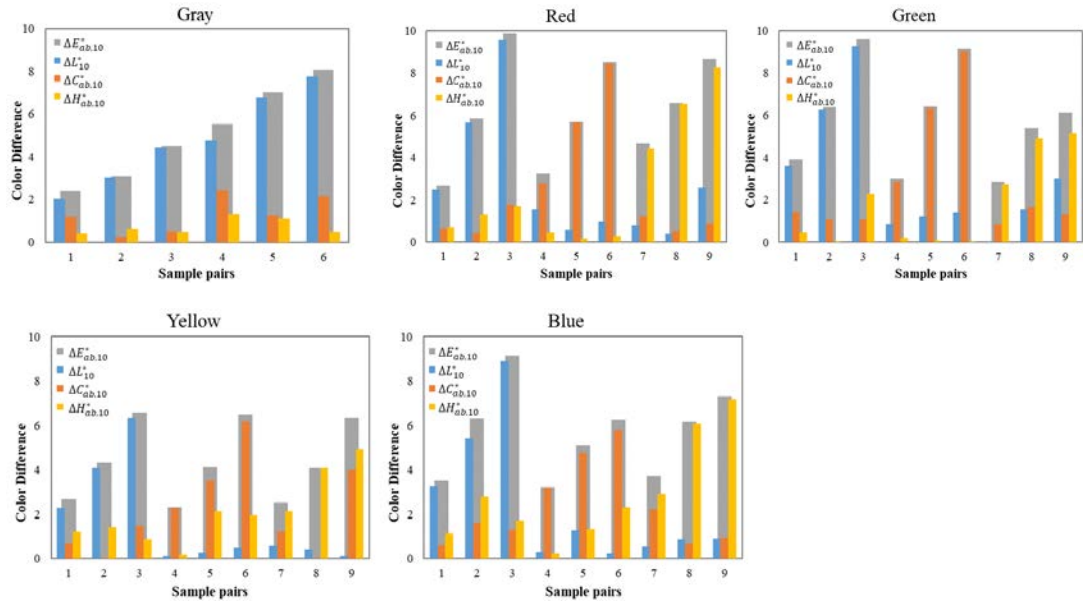 Gray
10
8
6
4
2
0
Color Difference
ΔE*ab,10
ΔL*10
ΔC*ab,10
ΔH*ab,10
1 2 3 4 5 6
Sample pairs
Red
10
8
6
4
2
0
Color Difference
ΔE*ab,10
ΔL*10
ΔC*ab,10
ΔH*ab,10
1 2 3 4 5 6 7 8 9
Sample pairs
Green
10
8
6
4
2
0
Color Difference
ΔE*ab,10
ΔL*10
ΔC*ab,10
ΔH*ab,10
1 2 3 4 5 6 7 8 9
Sample pairs
Yellow
10
8
6
4
2
0
Color Difference
ΔE*ab,10
ΔL*10
ΔC*ab,10
ΔH*ab,10
1 2 3 4 5 6 7 8 9
Sample pairs
Blue
10
8
6
4
2
0
Color Difference
ΔE*ab,10
ΔL*10
ΔC*ab,10
ΔH*ab,10
1 2 3 4 5 6 7 8 9
Sample pairs